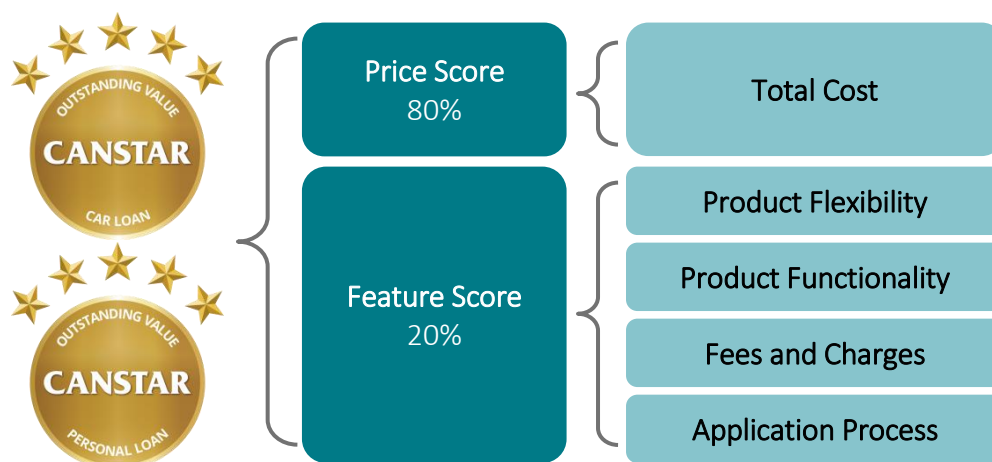 OUTSTANDING VALUE
CANSTAR
CAR LOAN
OUTSTANDING VALUE
CANSTAR
PERSONAL LOAN
Price Score
80%
Feature Score
20%
Total Cost
Product Flexibility
Product Functionality
Fees and Charges
Application Process